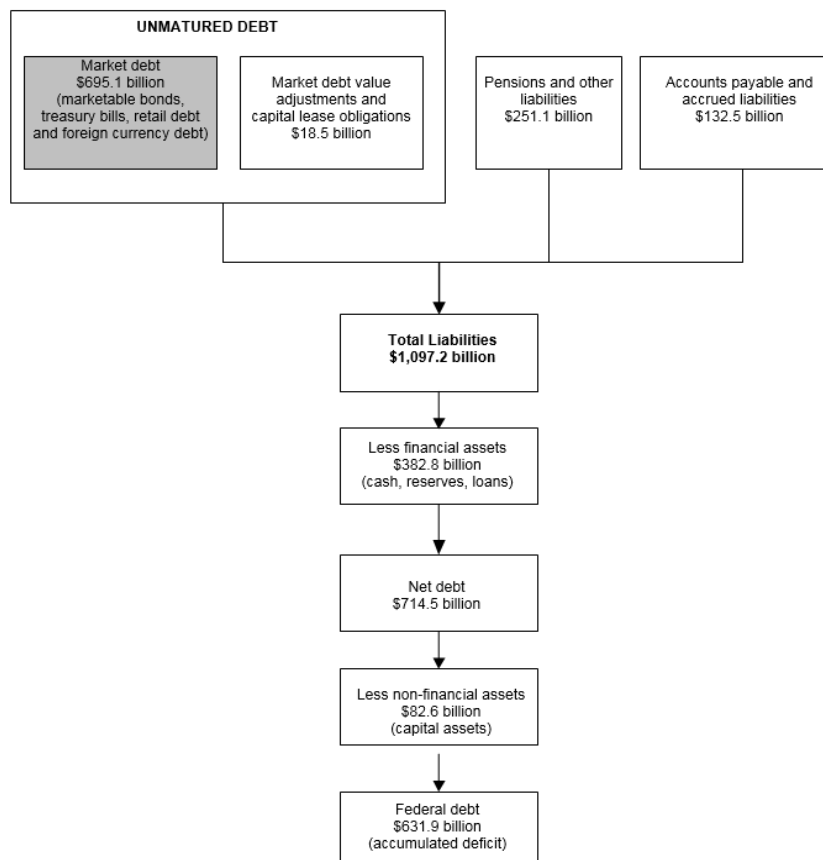 UNMATURED DEBT
Market debt
$695.1 billion
(marketable bonds,
treasury bills, retail debt
and foreign currency debt)
Market debt value
adjustments and
capital lease obligations
$18.5 billion
Pensions and other
liabilities
$251.1 billion
Accounts payable and
accrued liabilities
$132.5 billion
Total Liabilities
$1,097.2 billion
Less financial assets
$382.8 billion
(cash, reserves, loans)
Net debt
$714.5 billion
Less non-financial assets
$82.6 billion
(capital assets)
Federal debt
$631.9 billion
(accumulated deficit)